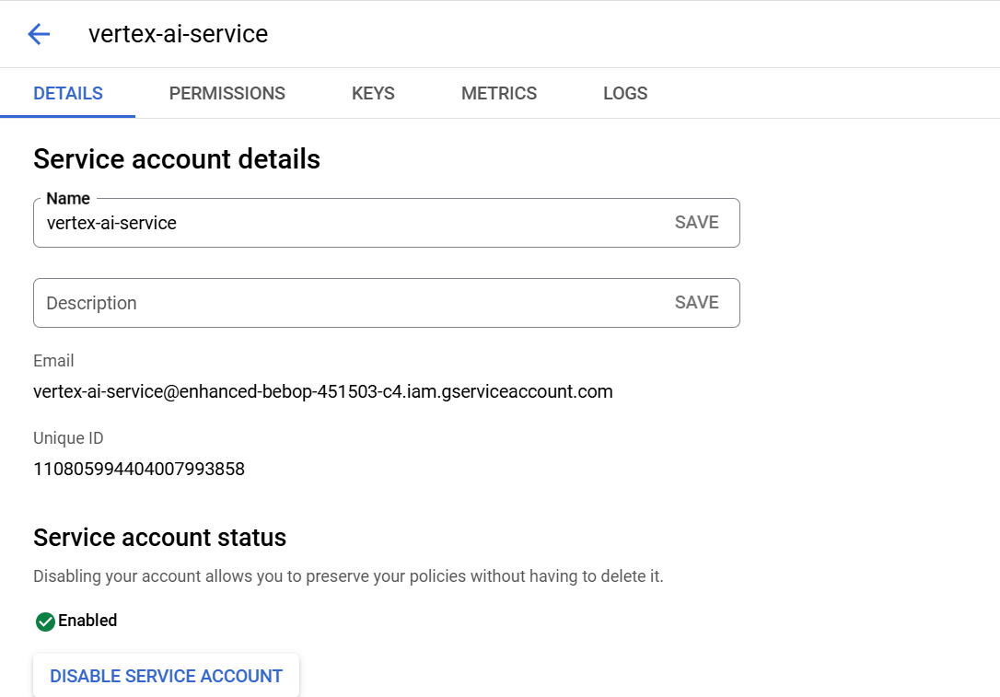 vertex-ai-service
DETAILS PERMISSIONS KEYS METRICS LOGS
Service account details
Name
vertex-ai-service SAVE
Description SAVE
Email
vertex-ai-service@enhanced-bebop-451503-c4.iam.gserviceaccount.com
Unique ID
110805994404007993858
Service account status
Disabling your account allows you to preserve your policies without having to delete it.
Enabled
DISABLE SERVICE ACCOUNT